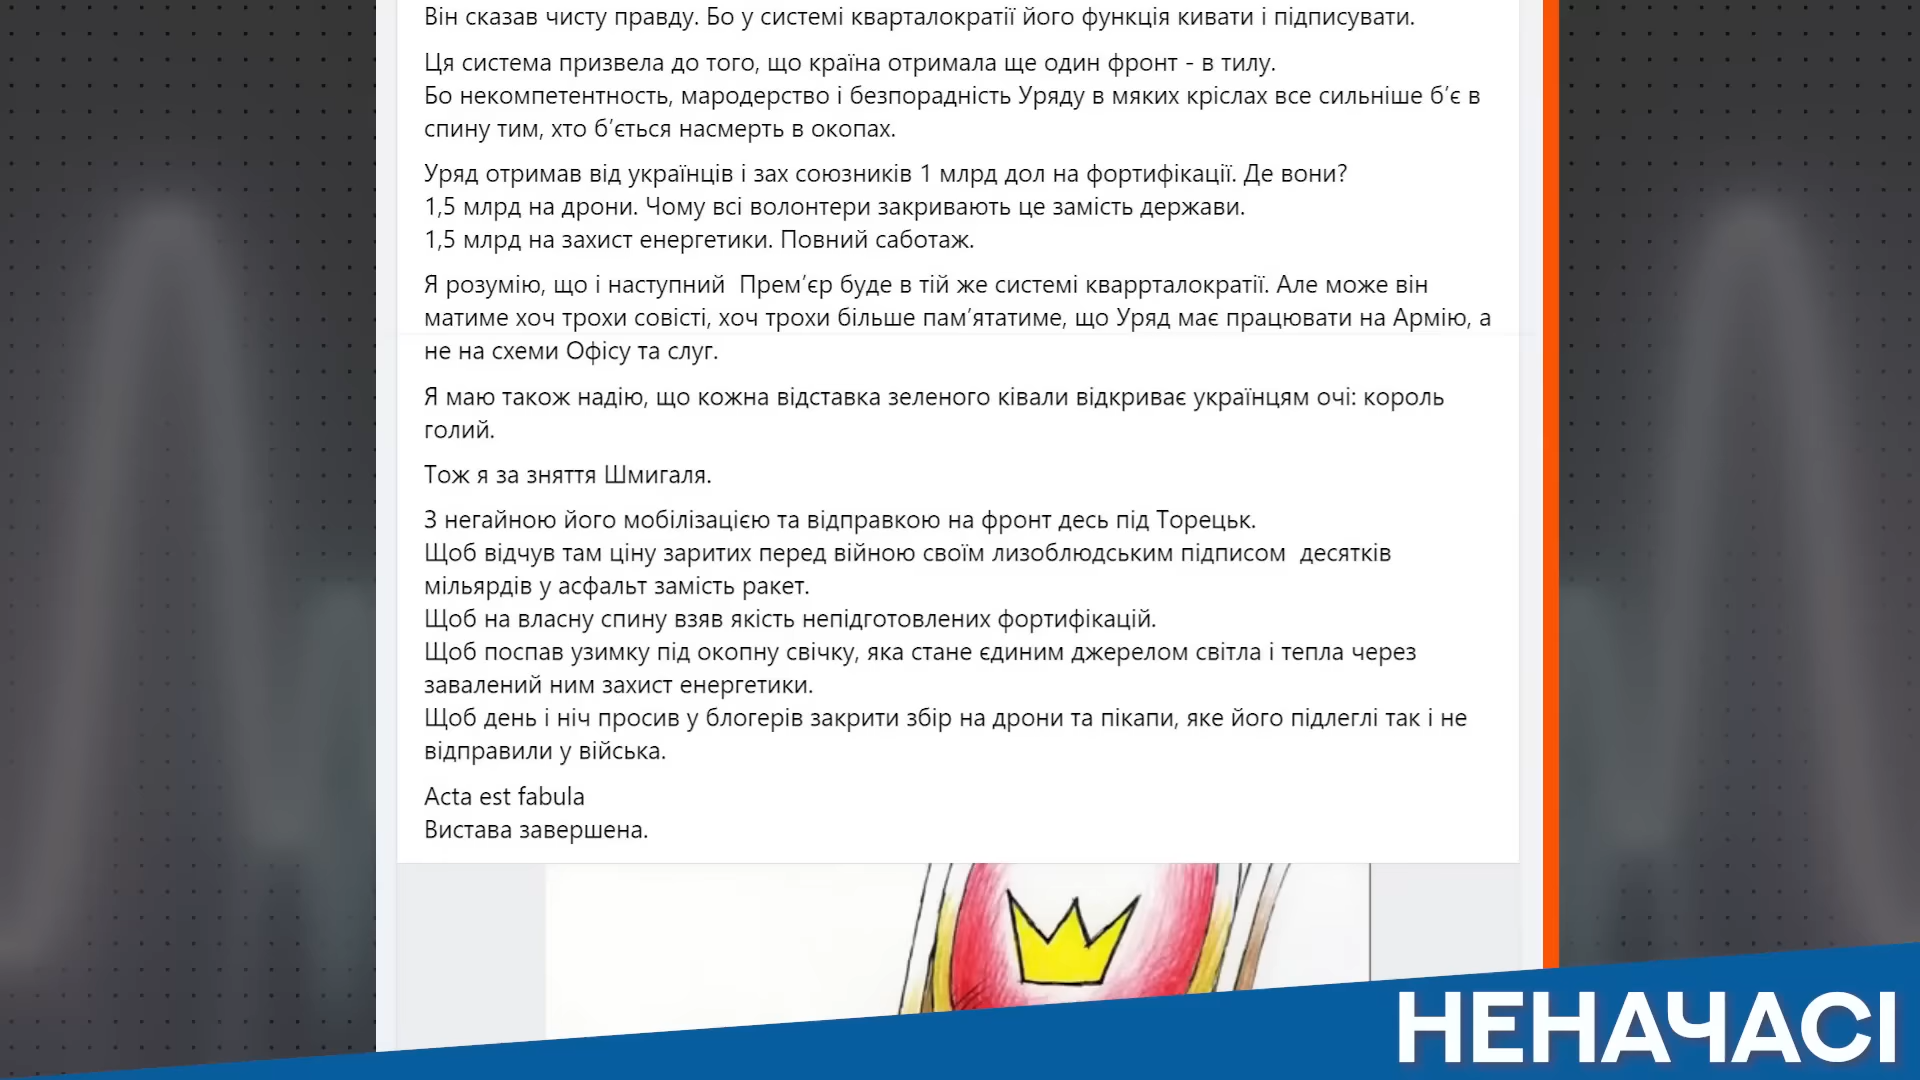 Він сказав чисту правду. Бо у системі кварталократії його функція кивати і підписувати.
Ця система призвела до того, що країна отримала ще один фронт - в тилу.
Бо некомпетентность, мародерство і безпорадність Уряду в мяких кріслах все сильніше б’є в
спину тим, хто б’ється насмерть в окопах.
Уряд отримав від українців і зах союзників 1 млрд дол на фортифікації. Де вони?
1,5 млрд на дрони. Чому всі волонтери закривають це замість держави.
1,5 млрд на захист енергетики. Повний саботаж.
Я розумію, що і наступний  Прем’єр буде в тій же системі кваррталократії. Але може він
матиме хоч трохи совісті, хоч трохи більше пам’ятатиме, що Уряд має працювати на Армію, а
не на схеми Офісу та слуг.
Я маю також надію, що кожна відставка зеленого ківали відкриває українцям очі: король
голий.
Тож я за зняття Шмигаля.
З негайною його мобілізацією та відправкою на фронт десь під Торецьк.
Щоб відчув там ціну заритих перед війною своїм лизоблюдським підписом  десятків
мільярдів у асфальт замість ракет.
Щоб на власну спину взяв якість непідготовлених фортифікацій.
Щоб поспав узимку під окопну свічку, яка стане єдиним джерелом світла і тепла через
завалений ним захист енергетики.
Щоб день і ніч просив у блогерів закрити збір на дрони та пікапи, яке його підлеглі так і не
відправили у війська.
Acta est fabula
Вистава завершена.
НЕНАЧАСІ